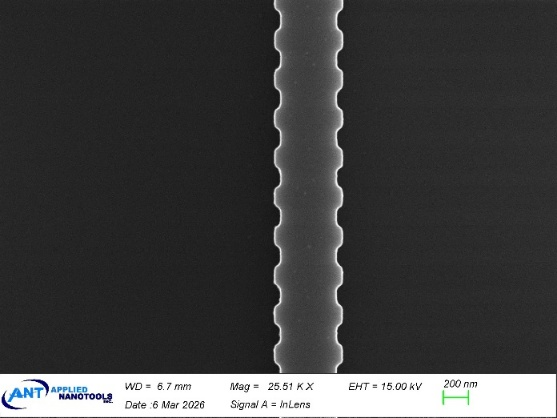 ANT APPLIED NANOTOOLS INC.
WD = 6.7 mm Mag = 25.51 K X EHT = 15.00 kV 200 nm
Date :6 Mar 2026 Signal A = InLens